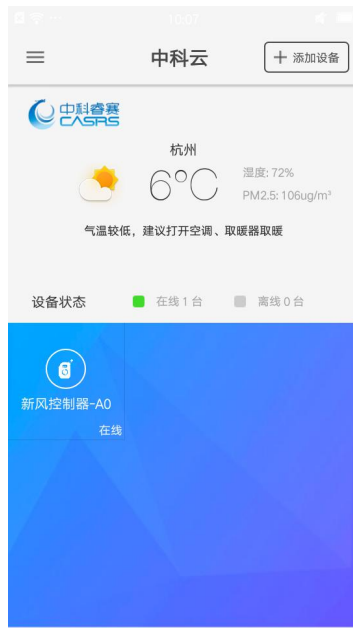 10:07
中科云
添加设备
中科睿赛
CASRS
杭州
6°C
湿度: 72%
PM2.5: 106ug/m³
气温较低，建议打开空调、取暖器取暖
设备状态
在线 1 台
离线 0 台
新风控制器-A0
在线